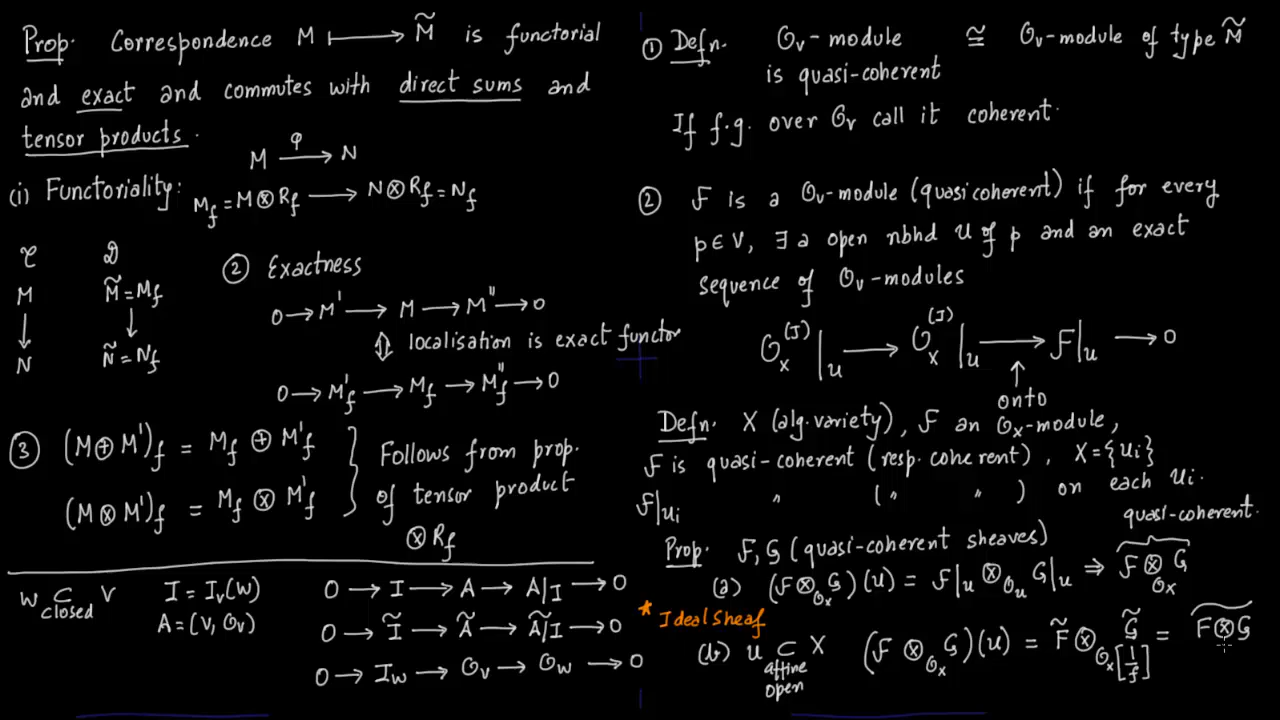 Prop: Correspondence M ⟼ M̃ is functorial
and exact and commutes with direct sums and
tensor products.
(i) Functoriality:
M —φ→ N
M_f = M ⊗ R_f → N ⊗ R_f = N_f
𝒞 𝒟
M M̃ = M_f
↓ ↓
N Ñ = N_f
② Exactness
0 → M' → M → M'' → 0
⇕ localisation is exact functor
0 → M'_f → M_f → M''_f → 0
③ (M ⊕ M')_f = M_f ⊕ M'_f
(M ⊗ M')_f = M_f ⊗ M'_f
} Follows from prop.
of tensor product
⊗ R_f
W ⊂ V
closed
I = I_V(W)
A = (V, O_V)
0 → I → A → A/I → 0
0 → Ĩ → Ã → Ã/I → 0
0 → I_W → O_V → O_W → 0
① Defn. O_V-module ≅ O_V-module of type M̃
is quasi-coherent
If f.g. over O_V call it coherent.
② F is a O_V-module (quasicoherent) if for every
p ∈ V, ∃ a open nbhd U of p and an exact
sequence of O_V-modules
O_X^(J)|_U → O_X^(I)|_U → F|_U → 0
↑
onto
Defn. X (alg. variety), F an O_X-module,
F is quasi-coherent (resp. coherent), X = {U_i}
F|U_i " (" ") on each U_i.
Prop. F, G (quasi-coherent sheaves)
quasi-coherent.
(a) (F ⊗_{O_X} G)(U) = F|_U ⊗_{O_U} G|_U ⇒ F ⊗_{O_X} G
* Ideal Sheaf
(b) U ⊂ X (F ⊗_{O_X} G)(U) = F̃ ⊗_{O_X[1/f]} G̃ = \widetilde{F ⊗ G}
affine
open